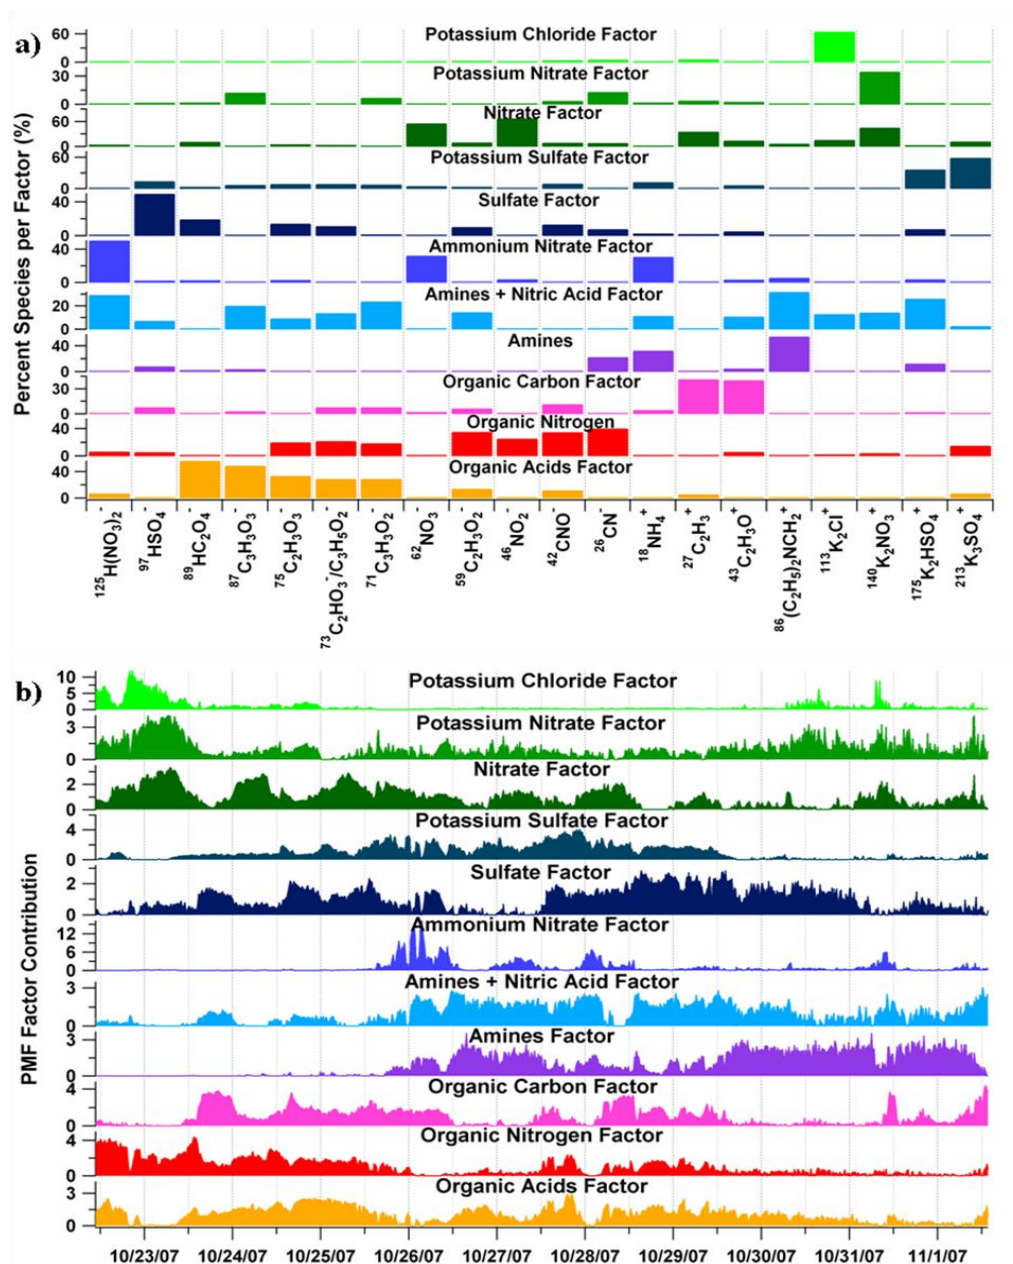 a)
Percent Species per Factor (%)
60
0
Potassium Chloride Factor
30
0
Potassium Nitrate Factor
60
0
Nitrate Factor
60
0
Potassium Sulfate Factor
40
0
Sulfate Factor
40
0
Ammonium Nitrate Factor
20
0
Amines + Nitric Acid Factor
40
0
Amines
30
0
Organic Carbon Factor
40
0
Organic Nitrogen
40
0
Organic Acids Factor
125H(NO3)2-
97HSO4-
89HC2O4-
87C3H3O3-
75C2H3O3-
73C2HO3-/C3H5O2-
71C3H3O2-
62NO3-
59C2H3O2-
46NO2-
42CNO-
26CN-
18NH4+
27C2H3+
43C2H3O+
86(C2H5)2NCH2+
113K2Cl+
140K2NO3+
175K2HSO4+
213K3SO4+
b)
PMF Factor Contribution
10
5
0
Potassium Chloride Factor
3
0
Potassium Nitrate Factor
2
0
Nitrate Factor
4
0
Potassium Sulfate Factor
2
0
Sulfate Factor
12
6
0
Ammonium Nitrate Factor
3
0
Amines + Nitric Acid Factor
3
0
Amines Factor
4
0
Organic Carbon Factor
4
0
Organic Nitrogen Factor
3
0
Organic Acids Factor
10/23/07 10/24/07 10/25/07 10/26/07 10/27/07 10/28/07 10/29/07 10/30/07 10/31/07 11/1/07